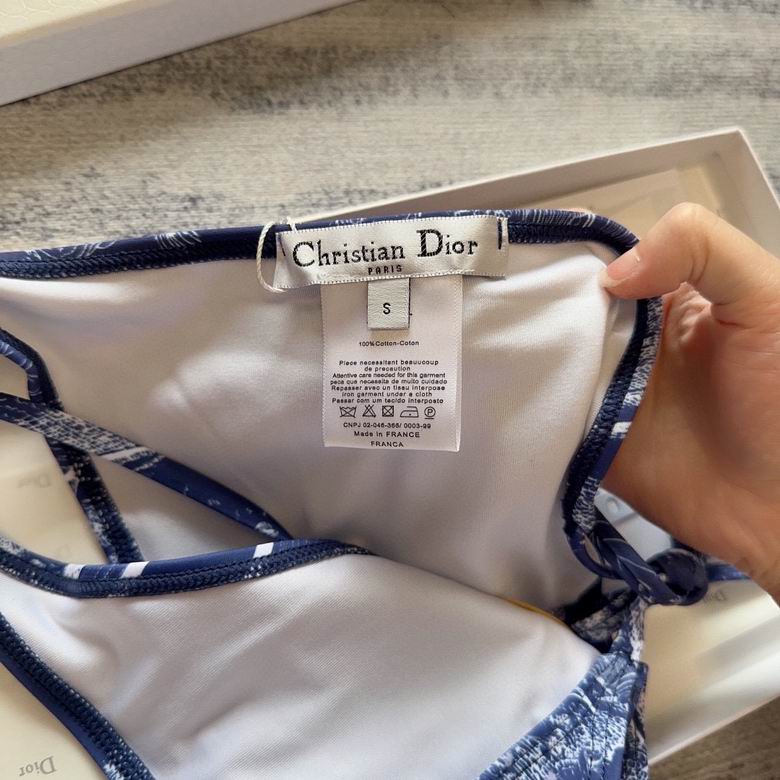 Christian Dior
PARIS
S
100%Cotton-Coton
Piece necessitant beaucoup
de precaution
Attentive care needed for this garment
peca que necessita de muito cuidado
Repasser avec un tissu interpose
iron garment under a cloth
Passar com um tecido interposto
P
CNPJ 02-046-366/ 0003-99
Made in FRANCE
FRANCA
Dior